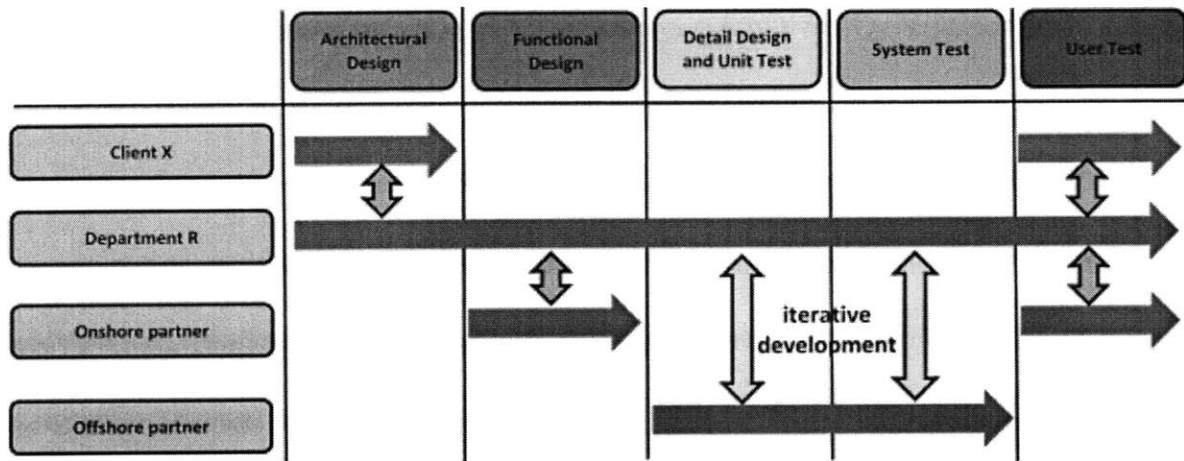 Architectural
Design
Functional
Design
Detail Design
and Unit Test
System Test
User Test
Client X
Department R
Onshore partner
iterative
development
Offshore partner